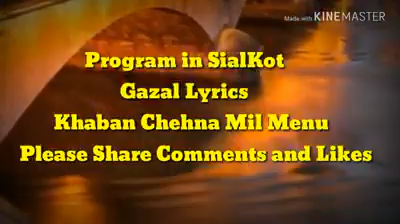 Made with KINEMASTER
Program in SialKot
Gazal Lyrics
Khaban Chehna Mil Menu
Please Share Comments and Likes